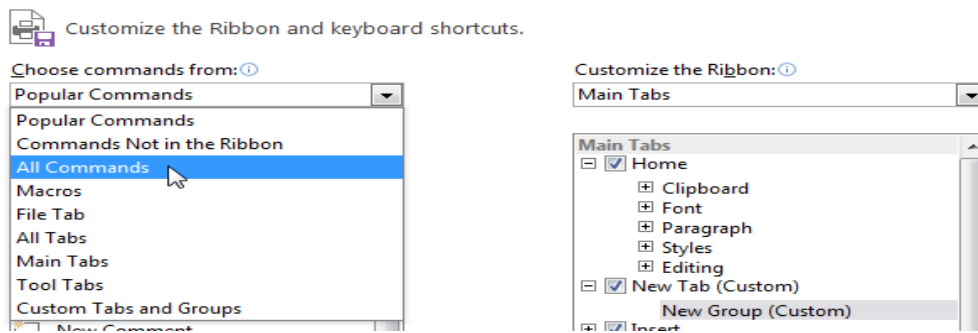 Customize the Ribbon and keyboard shortcuts.
Choose commands from:
Popular Commands
Popular Commands
Commands Not in the Ribbon
All Commands
Macros
File Tab
All Tabs
Main Tabs
Tool Tabs
Custom Tabs and Groups
New Comment
Customize the Ribbon:
Main Tabs
Main Tabs
Home
Clipboard
Font
Paragraph
Styles
Editing
New Tab (Custom)
New Group (Custom)
Insert